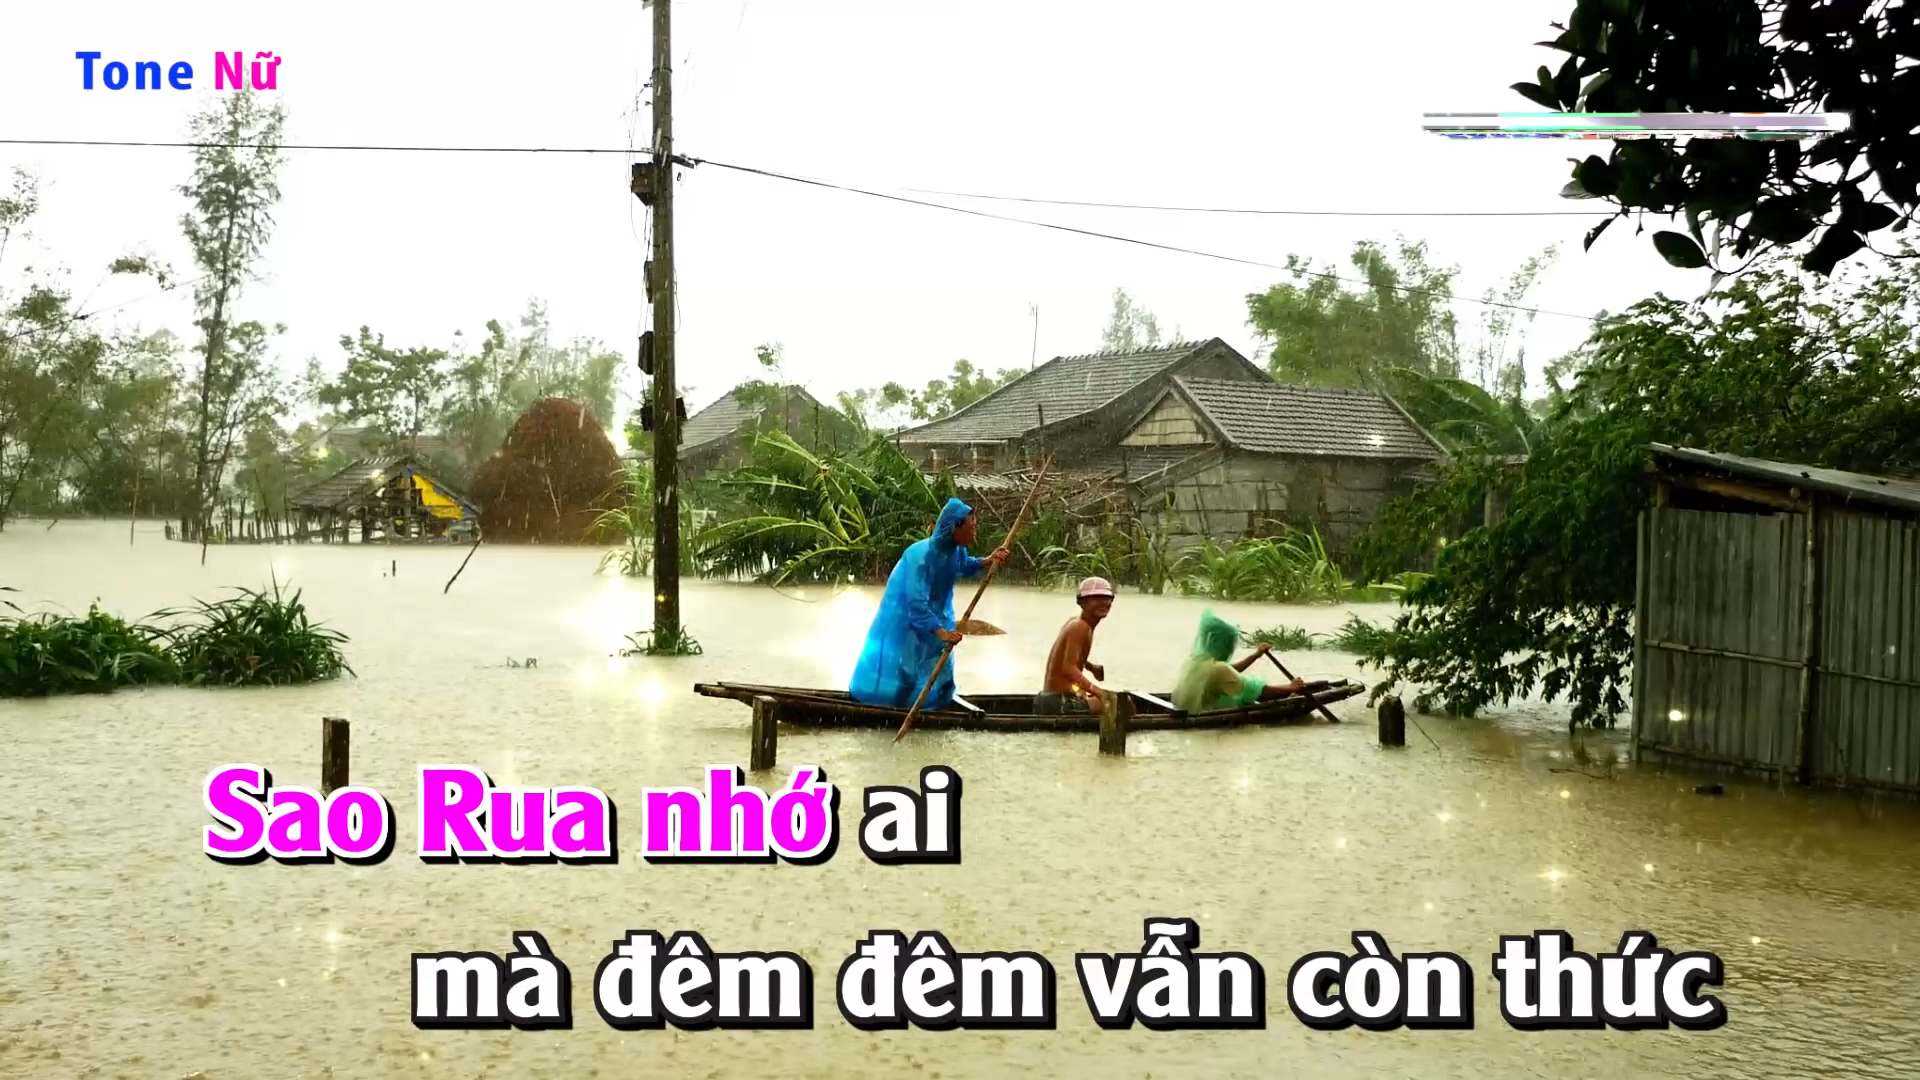 Tone Nữ
Sao Rua nhớ ai
mà đêm đêm vẫn còn thức